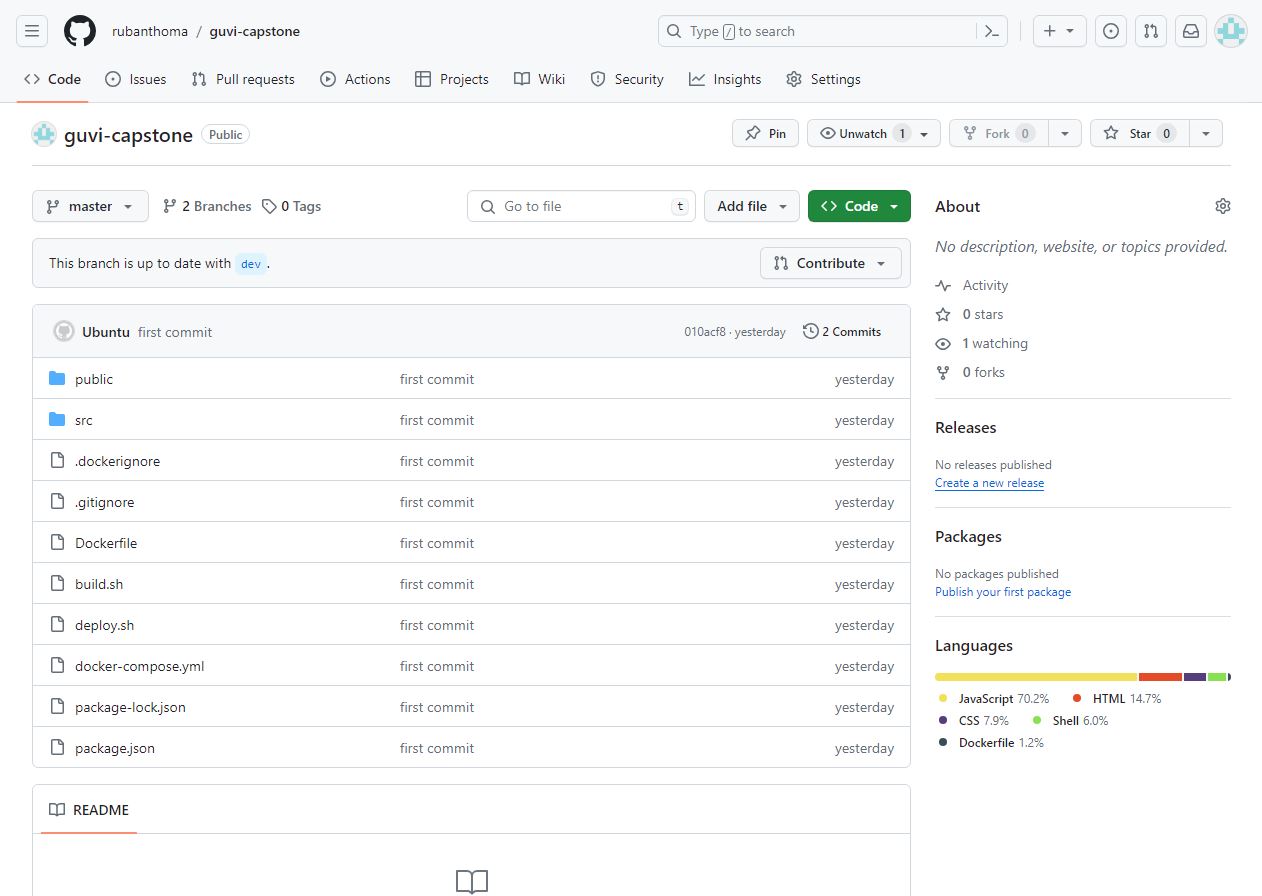 rubanthoma / guvi-capstone
Type / to search
Code Issues Pull requests Actions Projects Wiki Security Insights Settings
guvi-capstone Public
Pin Unwatch 1 Fork 0 Star 0
master 2 Branches 0 Tags
Go to file t Add file Code
This branch is up to date with dev .
Contribute
Ubuntu first commit 010acf8 · yesterday 2 Commits
public first commit yesterday
src first commit yesterday
.dockerignore first commit yesterday
.gitignore first commit yesterday
Dockerfile first commit yesterday
build.sh first commit yesterday
deploy.sh first commit yesterday
docker-compose.yml first commit yesterday
package-lock.json first commit yesterday
package.json first commit yesterday
README
About
No description, website, or topics provided.
Activity
0 stars
1 watching
0 forks
Releases
No releases published
Create a new release
Packages
No packages published
Publish your first package
Languages
JavaScript 70.2% HTML 14.7%
CSS 7.9% Shell 6.0%
Dockerfile 1.2%